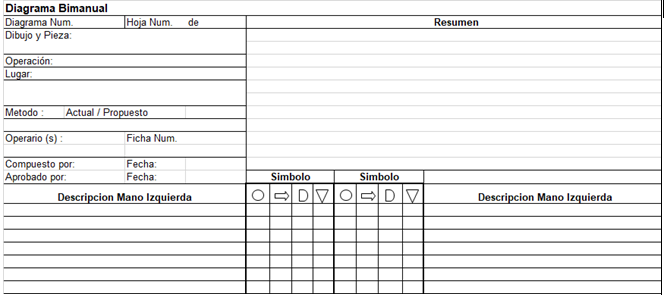 Diagrama Bimanual
Diagrama Num. Hoja Num. de Resumen
Dibujo y Pieza:
Operación:
Lugar:
Metodo : Actual / Propuesto
Operario (s) : Ficha Num.
Compuesto por: Fecha:
Aprobado por: Fecha: Simbolo Simbolo
Descripcion Mano Izquierda D D Descripcion Mano Izquierda